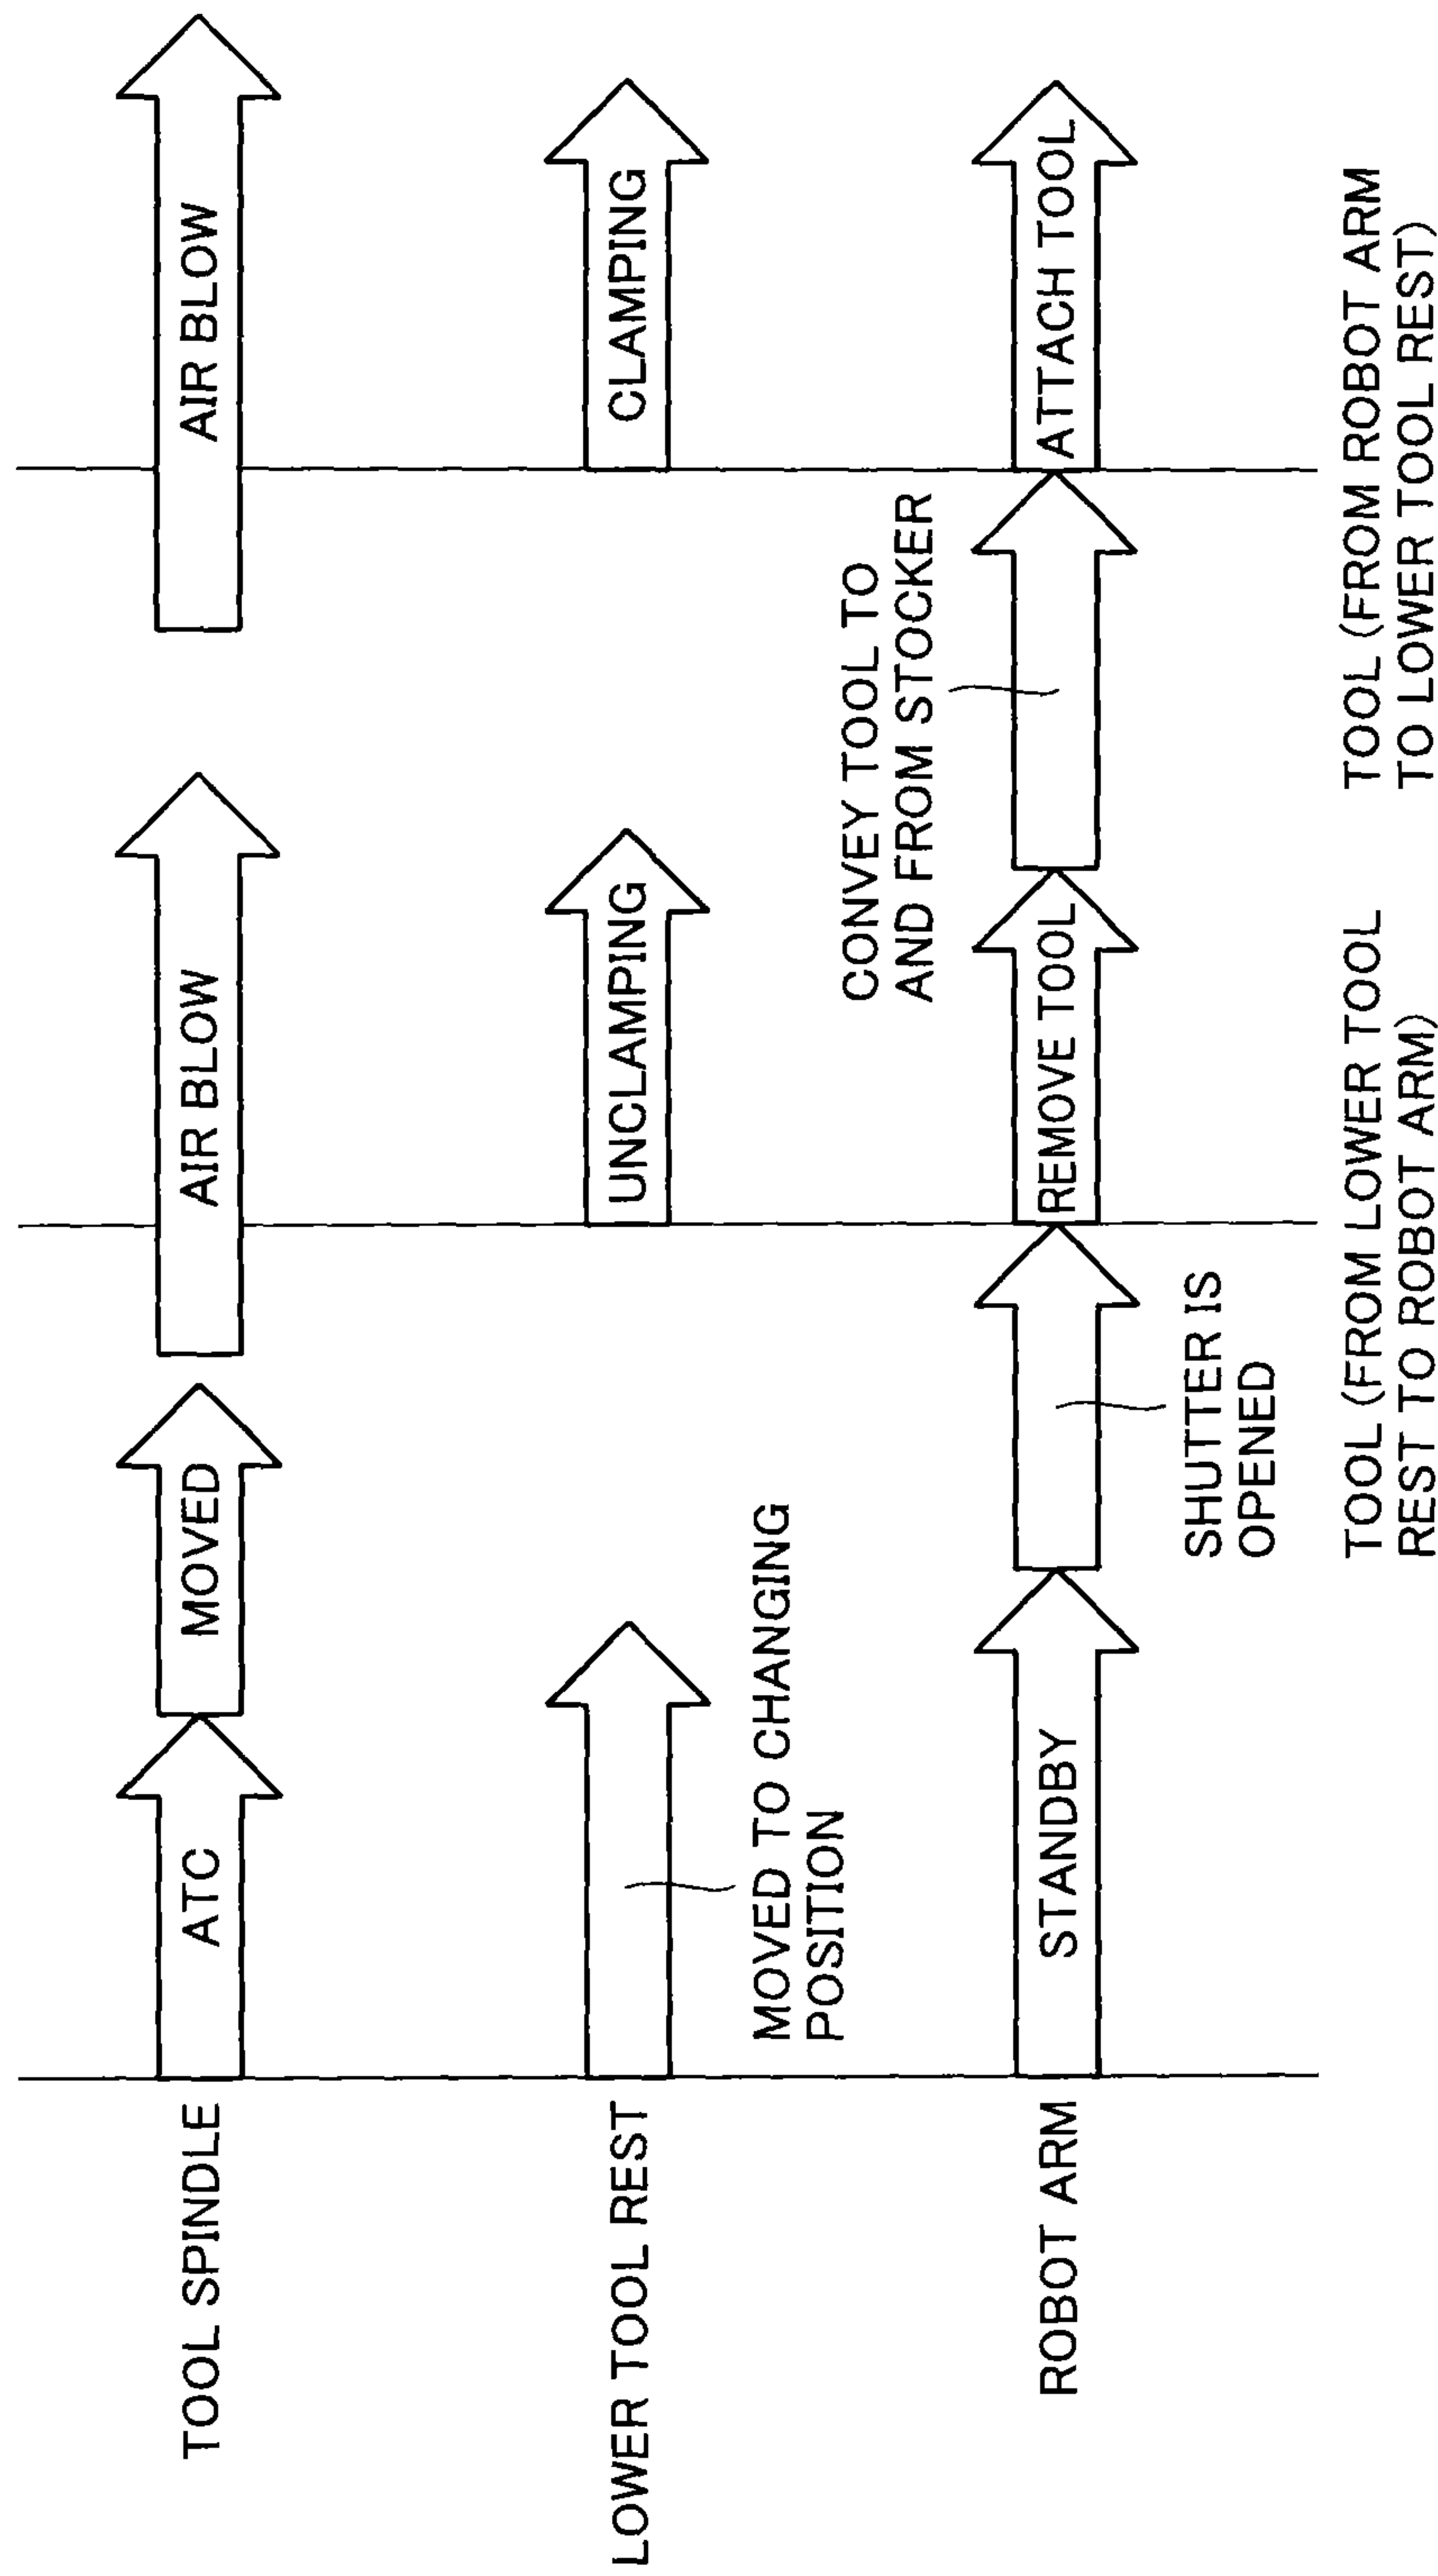 TOOL SPINDLE
ATC
MOVED
AIR BLOW
AIR BLOW
LOWER TOOL REST
MOVED TO CHANGING
POSITION
UNCLAMPING
CLAMPING
CONVEY TOOL TO
AND FROM STOCKER
ROBOT ARM
STANDBY
REMOVE TOOL
ATTACH TOOL
SHUTTER IS
OPENED
TOOL (FROM LOWER TOOL
REST TO ROBOT ARM)
TOOL (FROM ROBOT ARM
TO LOWER TOOL REST)